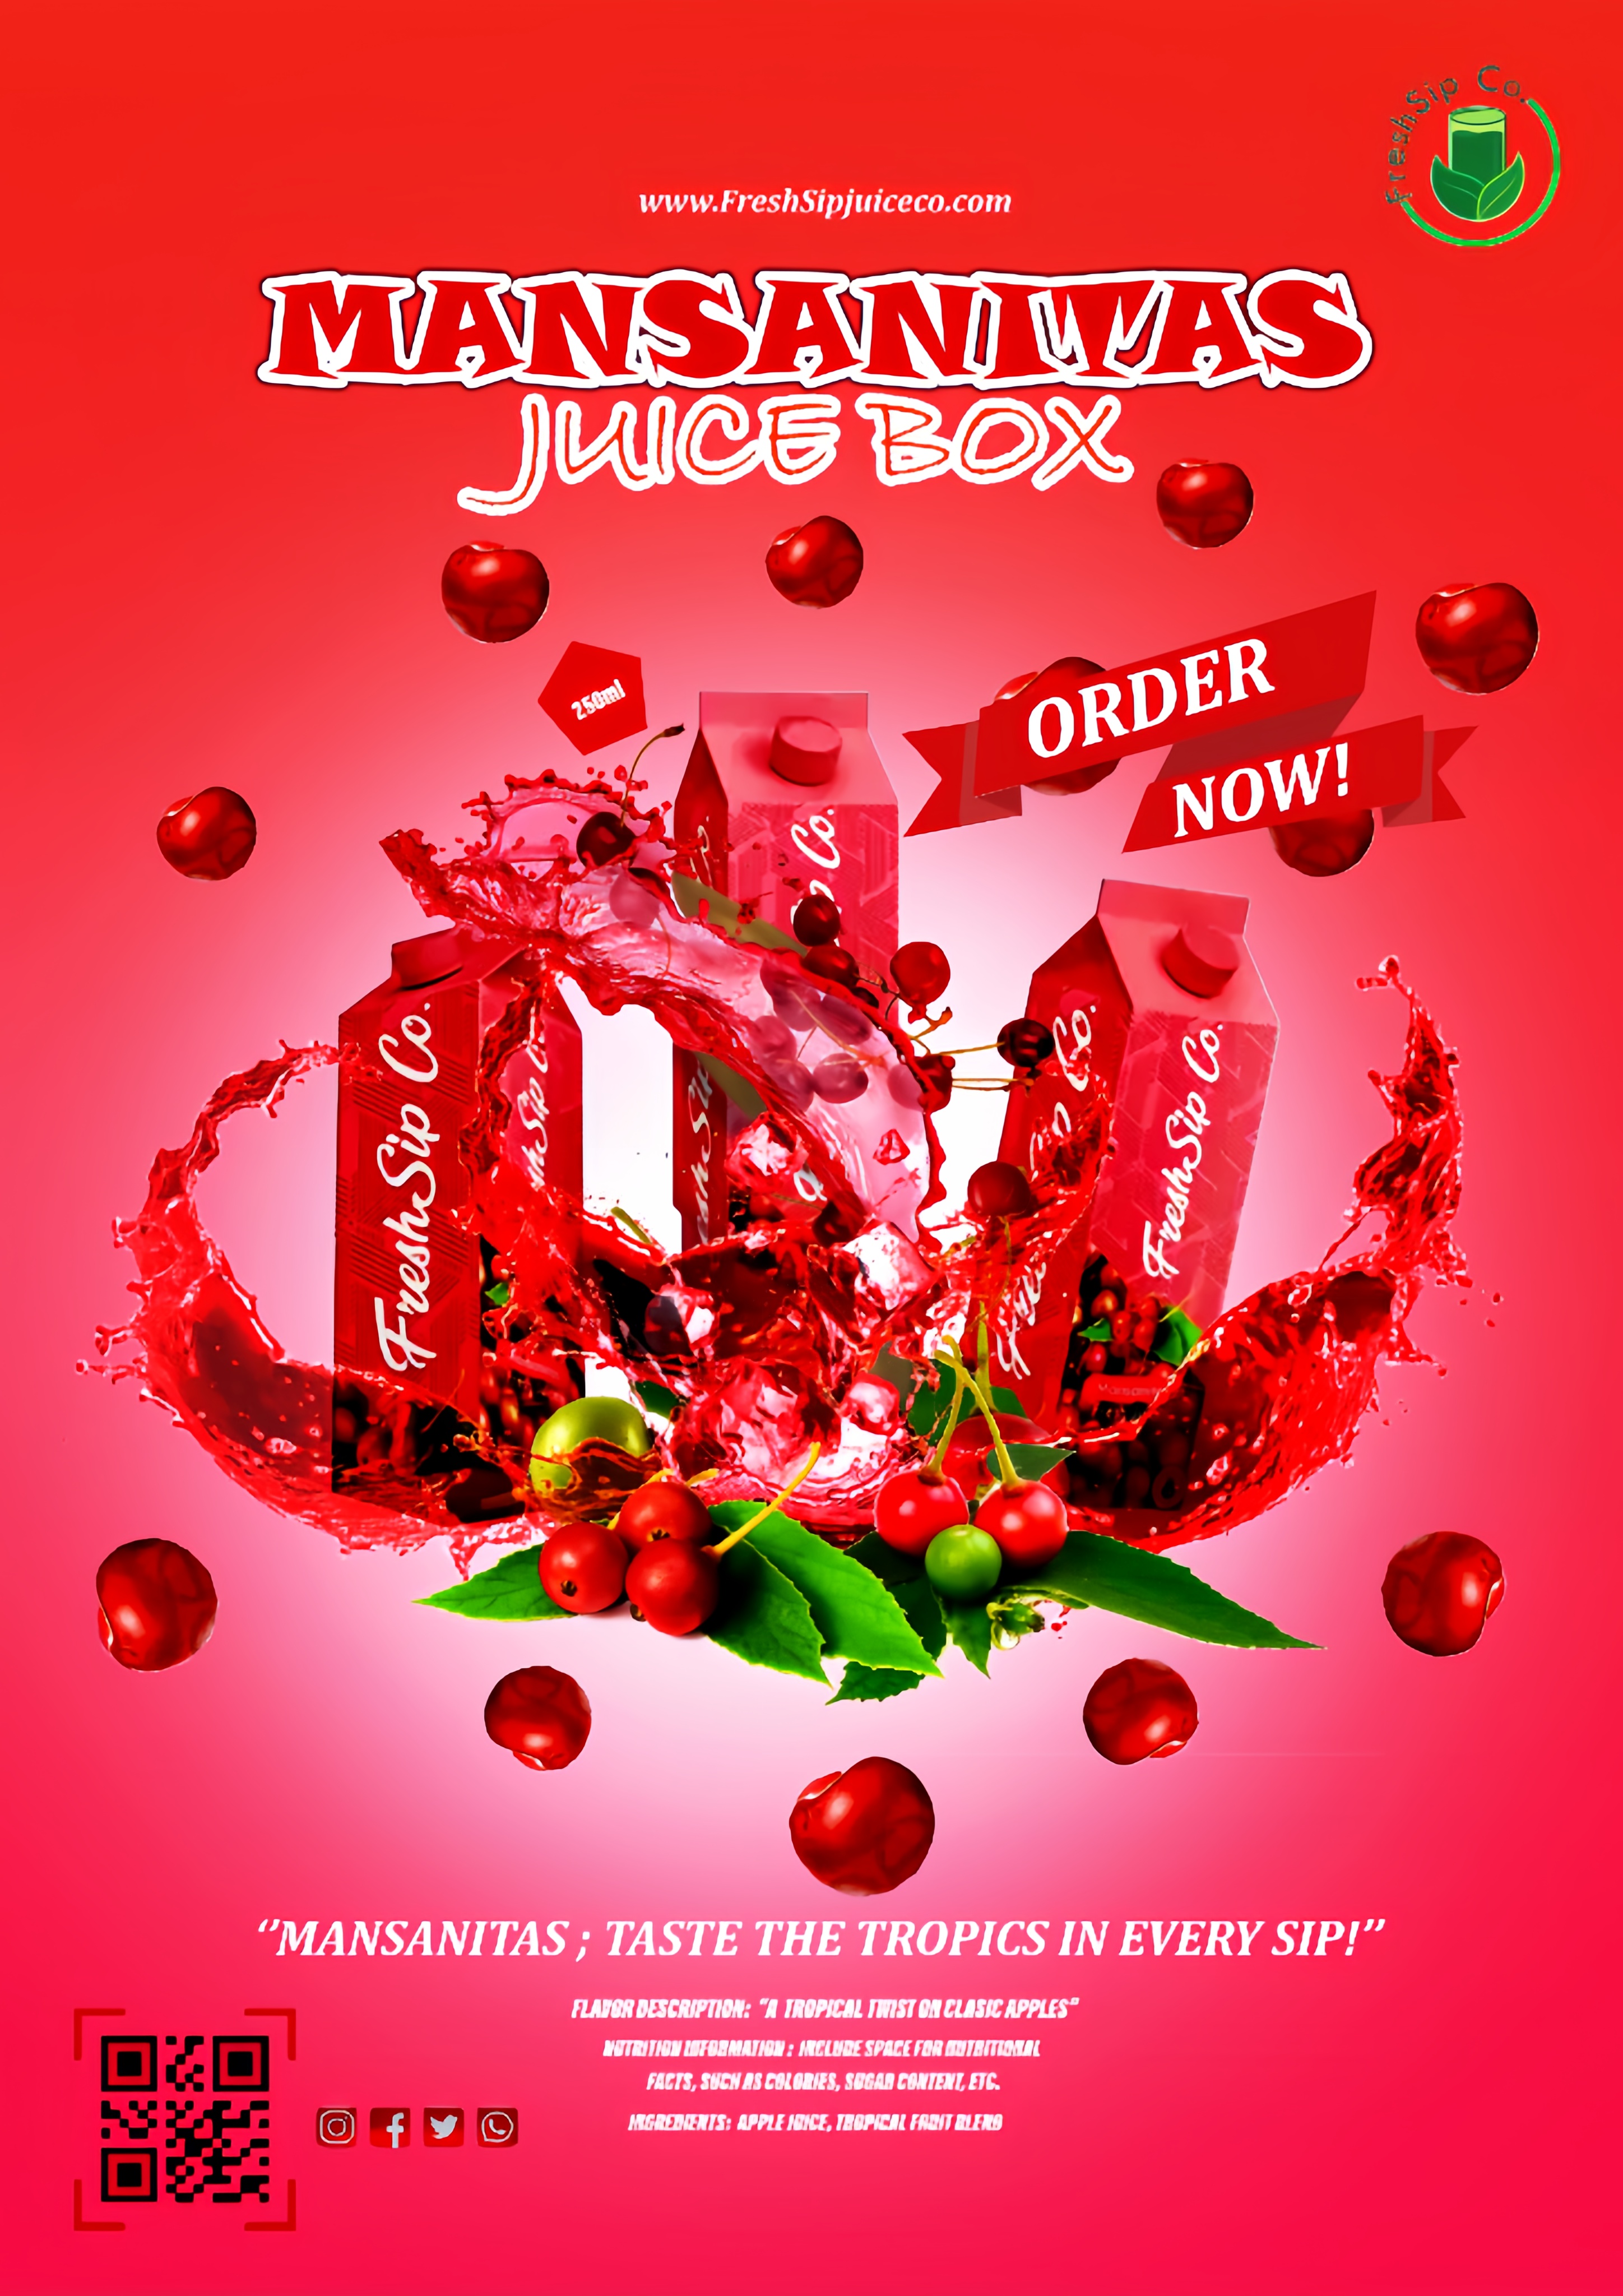 FreshSip Co.
www.FreshSipjuiceco.com
MANSANITAS
JUICE BOX
250ml
ORDER
NOW!
FreshSip Co.
FreshSip Co.
"MANSANITAS ; TASTE THE TROPICS IN EVERY SIP!"
FLAVOR DESCRIPTION: "A TROPICAL TWIST ON CLASIC APPLES"
NUTRITION INFORMATION : INCLUDE SPACE FOR NUTRITIONAL
FACTS, SUCH AS COLORIES, SUGAR CONTENT, ETC.
INGREDIENTS: APPLE JUICE, TROPICAL FRUIT BLEND